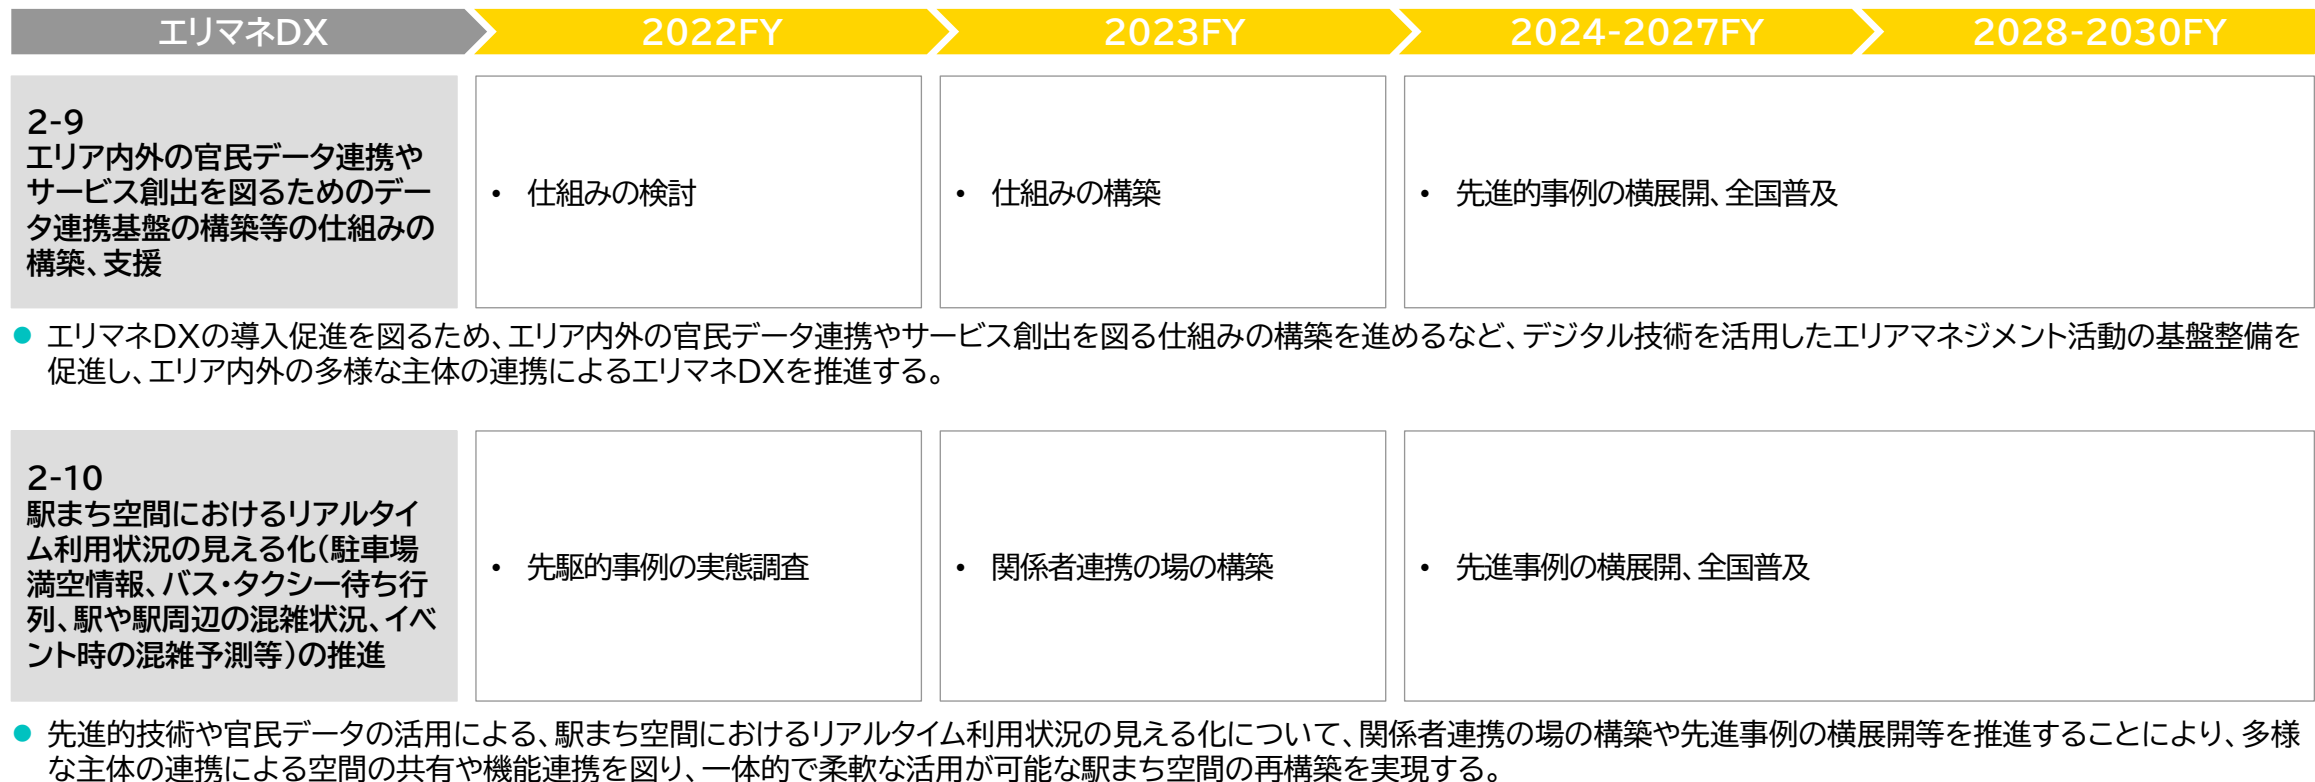 エリマネDX
2022FY
2023FY
2024-2027FY
2028-2030FY
2-9
エリア内外の官民データ連携や
サービス創出を図るためのデー
タ連携基盤の構築等の仕組みの
構築、支援
• 仕組みの検討
• 仕組みの構築
• 先進的事例の横展開、全国普及
● エリマネDXの導入促進を図るため、エリア内外の官民データ連携やサービス創出を図る仕組みの構築を進めるなど、デジタル技術を活用したエリアマネジメント活動の基盤整備を
促進し、エリア内外の多様な主体の連携によるエリマネDXを推進する。
2-10
駅まち空間におけるリアルタイ
ム利用状況の見える化(駐車場
満空情報、バス・タクシー待ち行
列、駅や駅周辺の混雑状況、イベ
ント時の混雑予測等)の推進
• 先駆的事例の実態調査
• 関係者連携の場の構築
• 先進事例の横展開、全国普及
● 先進的技術や官民データの活用による、駅まち空間におけるリアルタイム利用状況の見える化について、関係者連携の場の構築や先進事例の横展開等を推進することにより、多様
な主体の連携による空間の共有や機能連携を図り、一体的で柔軟な活用が可能な駅まち空間の再構築を実現する。